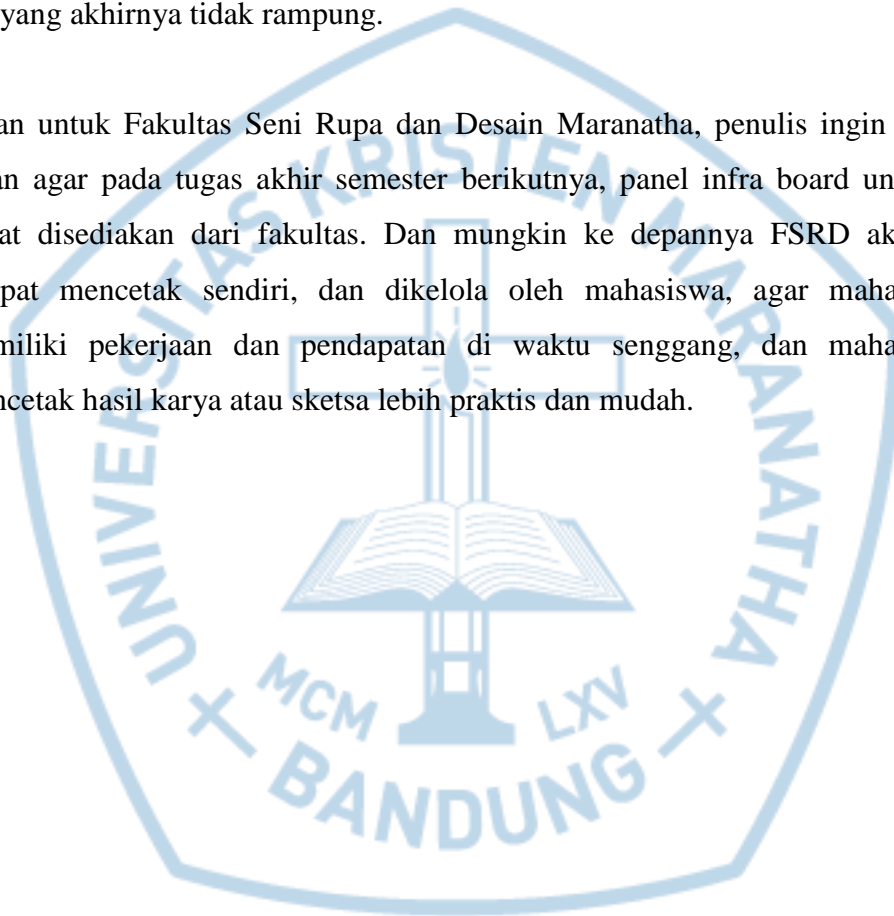 yang akhirnya tidak rampung.
an untuk Fakultas Seni Rupa dan Desain Maranatha, penulis ingin
an agar pada tugas akhir semester berikutnya, panel infra board un
at disediakan dari fakultas. Dan mungkin ke depannya FSRD ak
pat mencetak sendiri, dan dikelola oleh mahasiswa, agar maha
miliki pekerjaan dan pendapatan di waktu senggang, dan maha
ncetak hasil karya atau sketsa lebih praktis dan mudah.
UNIVERSITAS KRISTEN MARANATHA
MCM LXV
BANDUNG